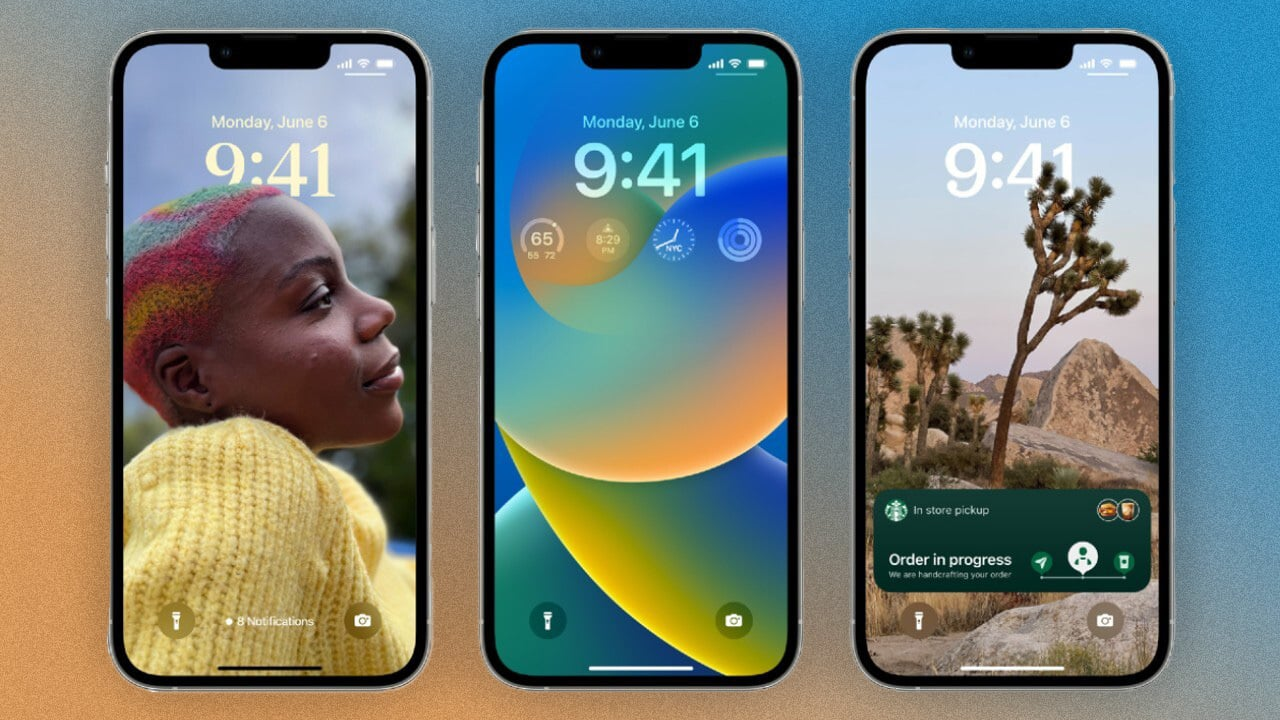 Monday, June 6
9:41
8 Notifications
Monday, June 6
9:41
65
55 72
8:29
PM
NYC
Monday, June 6
9:41
In store pickup
Order in progress
We are handcrafting your order